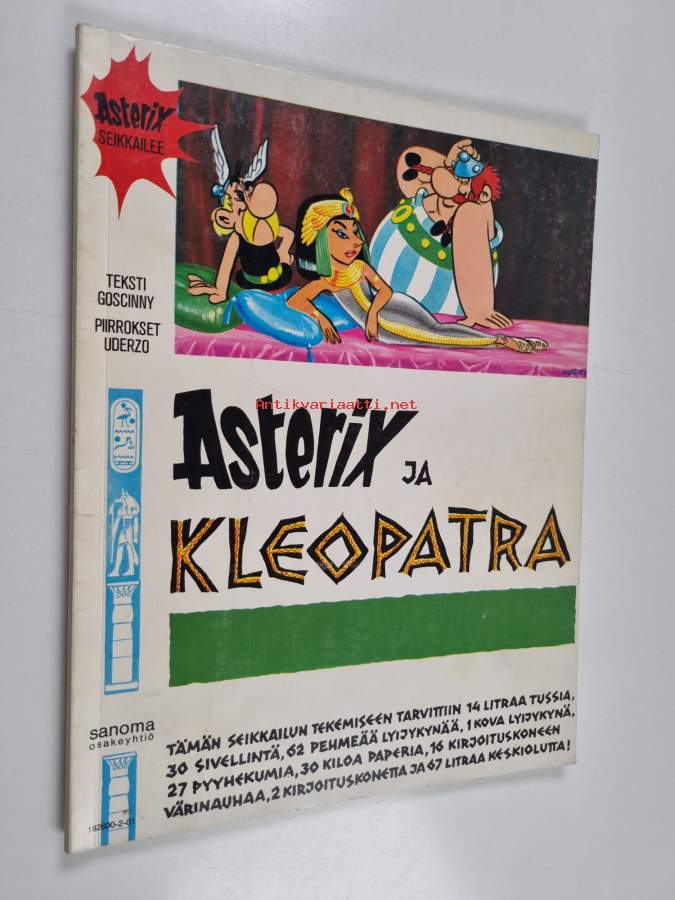 Asterix
SEIKKAILEE
TEKSTI
GOSCINNY
PIIRROKSET
UDERZO
Antikvariaatti.net
Asterix JA
KLEOPATRA
sanoma
osakeyhtiö
TÄMÄN SEIKKAILUN TEKEMISEEN TARVITTIIN 14 LITRAA TUSSIA,
30 SIVELLINTÄ, 62 PEHMEÄÄ LYIJYKYNÄÄ, 1 KOVA LYIJYKYNÄ,
27 PYYHEKUMIA, 30 KILOA PAPERIA, 16 KIRJOITUSKONEEN
VÄRINAUHAA, 2 KIRJOITUSKONETTA JA 67 LITRAA KESKIOLUTTA!
182600-2-01